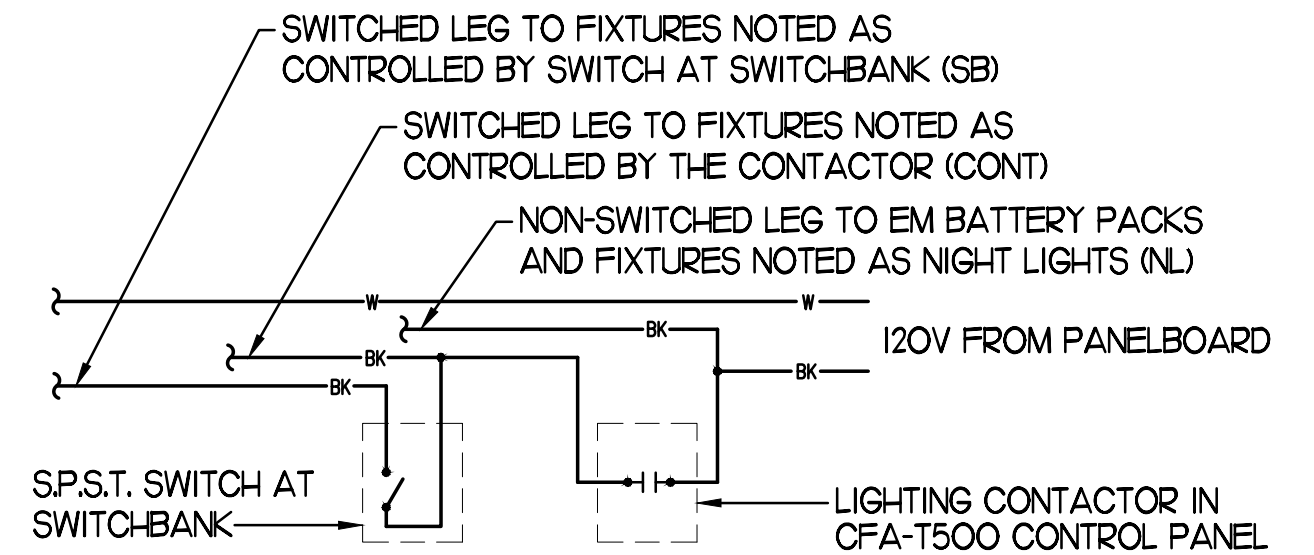 SWITCHED LEG TO FIXTURES NOTED AS
CONTROLLED BY SWITCH AT SWITCHBANK (SB)
SWITCHED LEG TO FIXTURES NOTED AS
CONTROLLED BY THE CONTACTOR (CONT)
NON-SWITCHED LEG TO EM BATTERY PACKS
AND FIXTURES NOTED AS NIGHT LIGHTS (NL)
W
W
BK
120V FROM PANELBOARD
BK
BK
BK
S.P.S.T. SWITCH AT
SWITCHBANK
LIGHTING CONTACTOR IN
CFA-T500 CONTROL PANEL